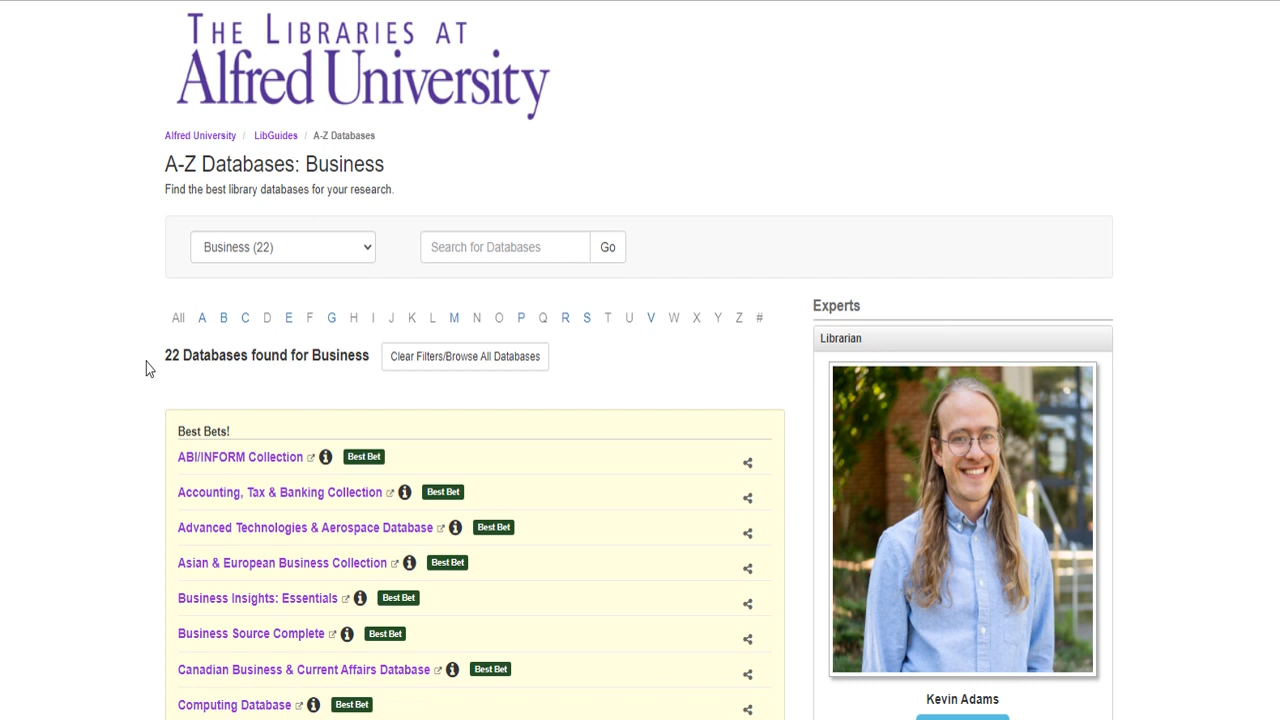 THE LIBRARIES AT
Alfred University
Alfred University / LibGuides / A-Z Databases
A-Z Databases: Business
Find the best library databases for your research.
Business (22)
Search for Databases Go
All A B C D E F G H I J K L M N O P Q R S T U V W X Y Z #
22 Databases found for Business Clear Filters/Browse All Databases
Best Bets!
ABI/INFORM Collection Best Bet
Accounting, Tax & Banking Collection Best Bet
Advanced Technologies & Aerospace Database Best Bet
Asian & European Business Collection Best Bet
Business Insights: Essentials Best Bet
Business Source Complete Best Bet
Canadian Business & Current Affairs Database Best Bet
Computing Database Best Bet
Experts
Librarian
Kevin Adams